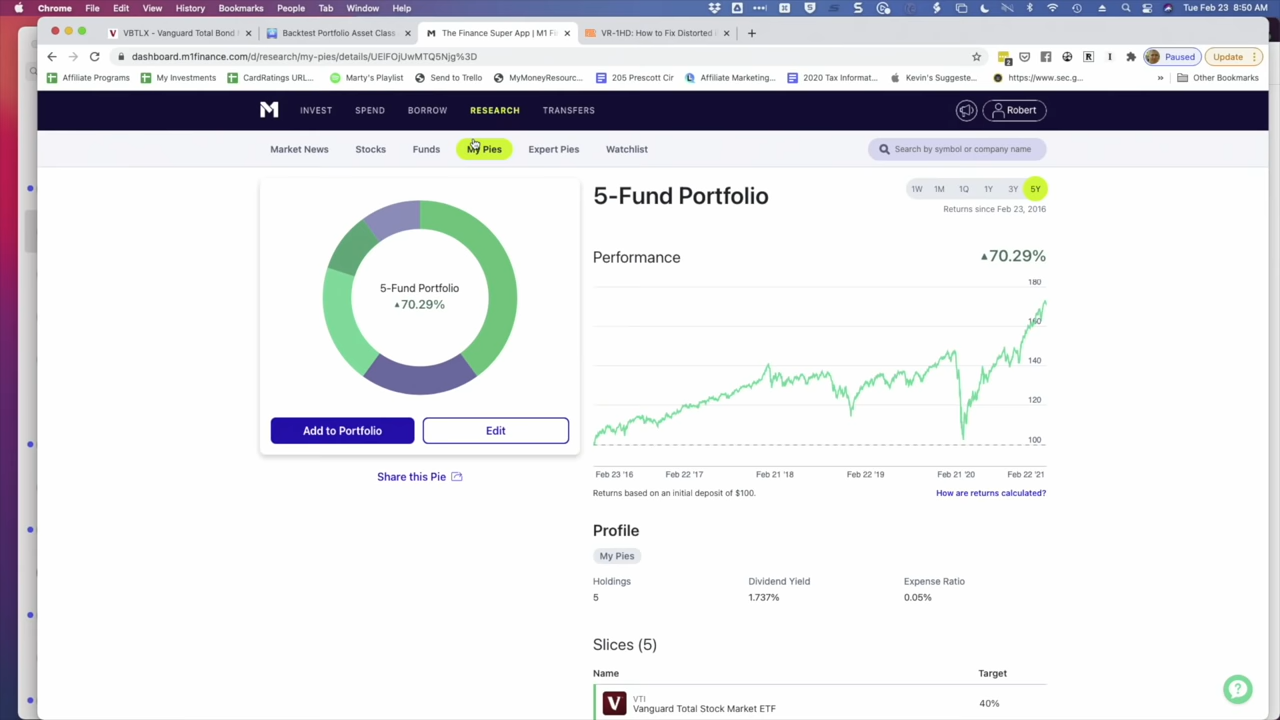 Chrome File Edit View History Bookmarks People Tab Window Help Tue Feb 23 8:50 AM
VBTLX - Vanguard Total Bond Backtest Portfolio Asset Class The Finance Super App | M1 Fi VR-1HD: How to Fix Distorted
dashboard.m1finance.com/d/research/my-pies/details/UElFOjUwMTQ5Njg%3D Paused Update
Affiliate Programs My Investments CardRatings URL... Marty's Playlist Send to Trello MyMoneyResourc... 205 Prescott Cir Affiliate Marketing... 2020 Tax Informat... Kevin's Suggeste... https://www.sec.g... » Other Bookmarks
INVEST SPEND BORROW RESEARCH TRANSFERS Robert
Market News Stocks Funds My Pies Expert Pies Watchlist Search by symbol or company name
5-Fund Portfolio
1W 1M 1Q 1Y 3Y 5Y
Returns since Feb 23, 2016
Performance ▲70.29%
5-Fund Portfolio
▲70.29%
180
160
140
120
100
Feb 23 '16 Feb 22 '17 Feb 21 '18 Feb 22 '19 Feb 21 '20 Feb 22 '21
Returns based on an initial deposit of $100. How are returns calculated?
Add to Portfolio Edit
Share this Pie
Profile
My Pies
Holdings Dividend Yield Expense Ratio
5 1.737% 0.05%
Slices (5)
Name Target
VTI
Vanguard Total Stock Market ETF 40%